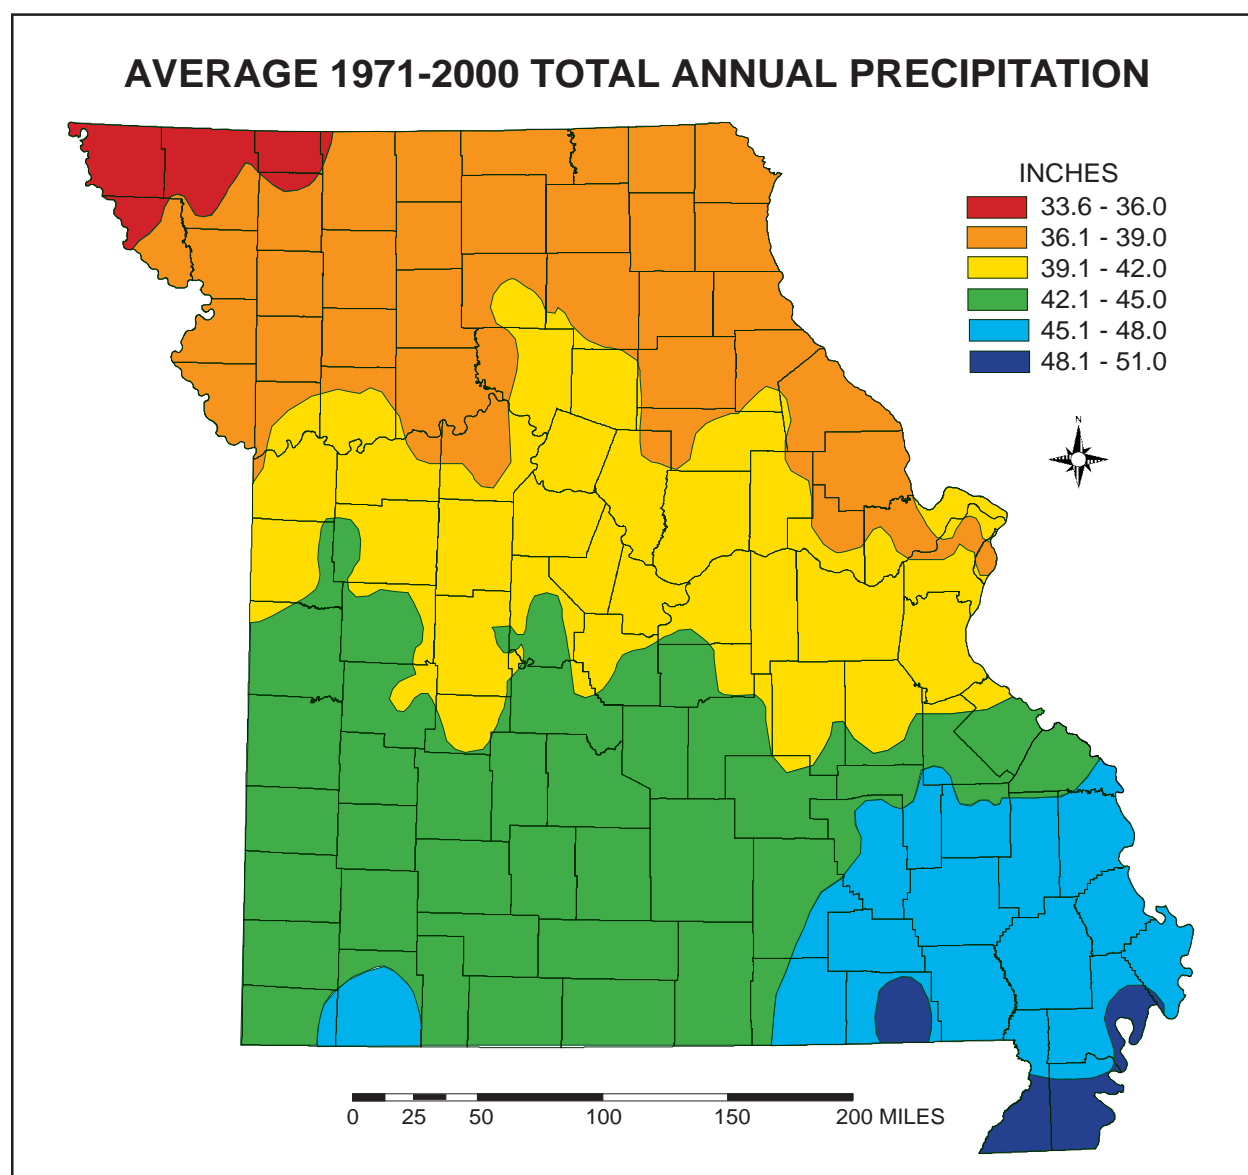 AVERAGE 1971-2000 TOTAL ANNUAL PRECIPITATION
INCHES
33.6 - 36.0
36.1 - 39.0
39.1 - 42.0
42.1 - 45.0
45.1 - 48.0
48.1 - 51.0
N
0 25 50 100 150 200 MILES